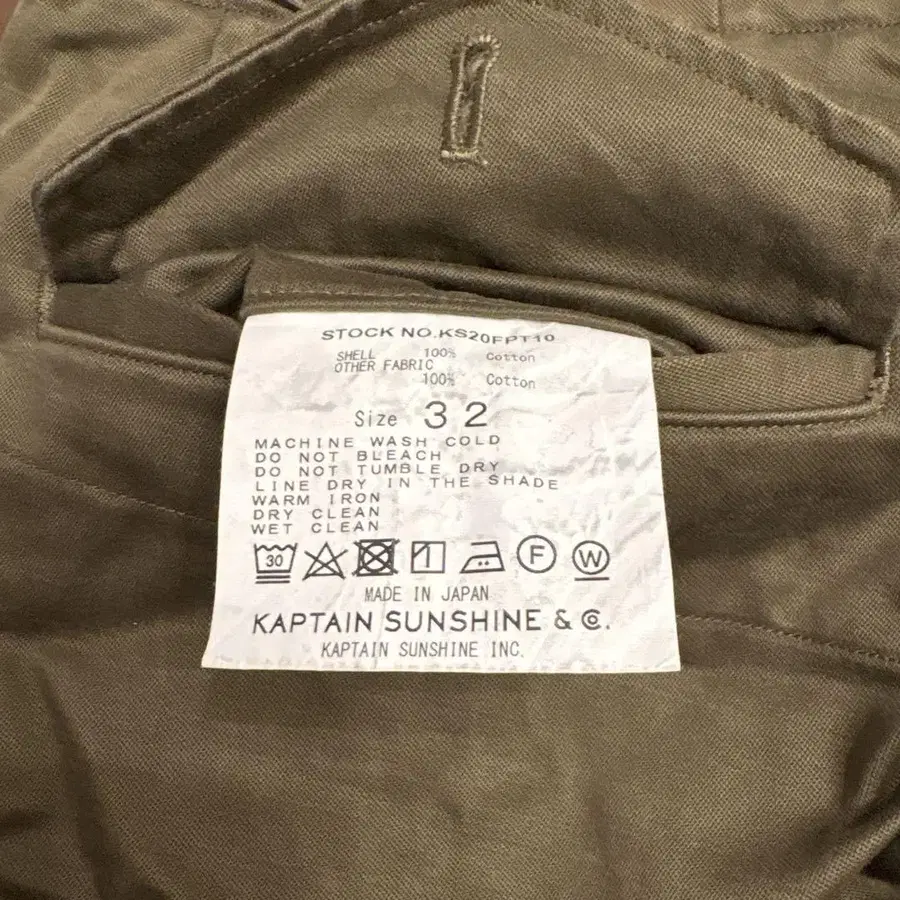 STOCK NO.KS20FPT10
SHELL 100% Cotton
OTHER FABRIC
100% Cotton
Size 32
MACHINE WASH COLD
DO NOT BLEACH
DO NOT TUMBLE DRY
LINE DRY IN THE SHADE
WARM IRON
DRY CLEAN
WET CLEAN
30 F W
MADE IN JAPAN
KAPTAIN SUNSHINE & Co.
KAPTAIN SUNSHINE INC.